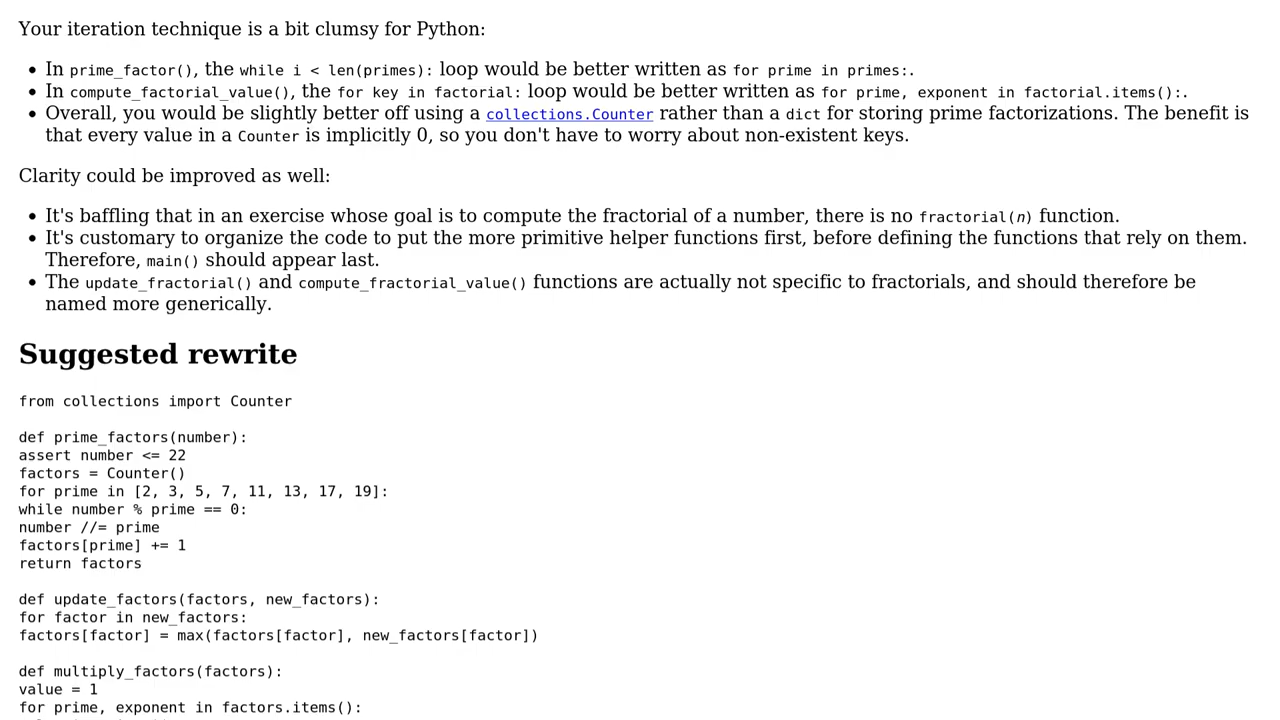 Your iteration technique is a bit clumsy for Python:
In prime_factor(), the while i < len(primes): loop would be better written as for prime in primes:.
In compute_factorial_value(), the for key in factorial: loop would be better written as for prime, exponent in factorial.items():.
Overall, you would be slightly better off using a collections.Counter rather than a dict for storing prime factorizations. The benefit is
that every value in a Counter is implicitly 0, so you don't have to worry about non-existent keys.
Clarity could be improved as well:
It's baffling that in an exercise whose goal is to compute the fractorial of a number, there is no fractorial(n) function.
It's customary to organize the code to put the more primitive helper functions first, before defining the functions that rely on them.
Therefore, main() should appear last.
The update_fractorial() and compute_fractorial_value() functions are actually not specific to fractorials, and should therefore be
named more generically.
Suggested rewrite
from collections import Counter
def prime_factors(number):
assert number <= 22
factors = Counter()
for prime in [2, 3, 5, 7, 11, 13, 17, 19]:
while number % prime == 0:
number //= prime
factors[prime] += 1
return factors
def update_factors(factors, new_factors):
for factor in new_factors:
factors[factor] = max(factors[factor], new_factors[factor])
def multiply_factors(factors):
value = 1
for prime, exponent in factors.items():